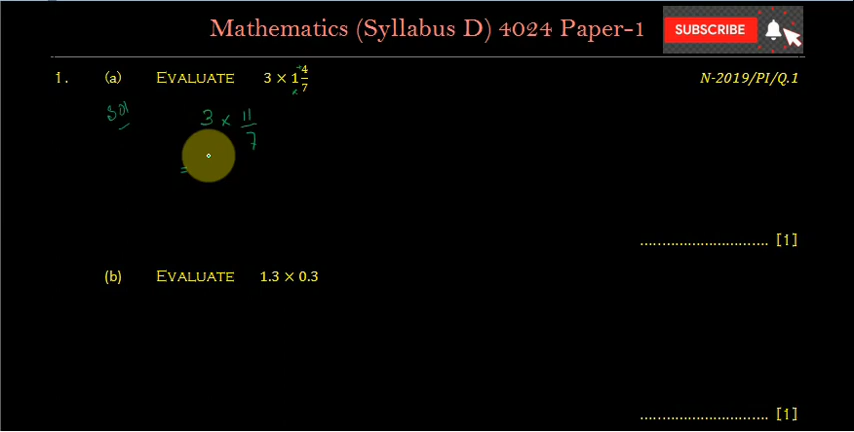 Mathematics (Syllabus D) 4024 Paper-1
SUBSCRIBE
1. (a) EVALUATE 3 × 1 4/7 N-2019/PI/Q.1
Sol
3 × 11/7
=
................................ [1]
(b) EVALUATE 1.3 × 0.3
................................ [1]